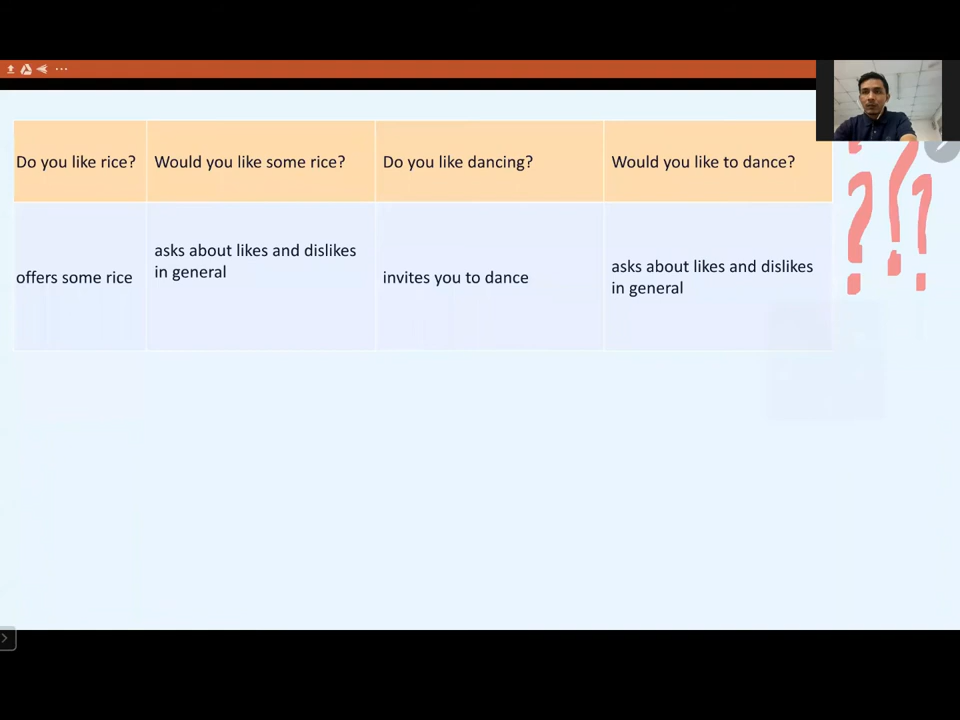 Do you like rice?
Would you like some rice?
Do you like dancing?
Would you like to dance?
offers some rice
asks about likes and dislikes
in general
invites you to dance
asks about likes and dislikes
in general
???